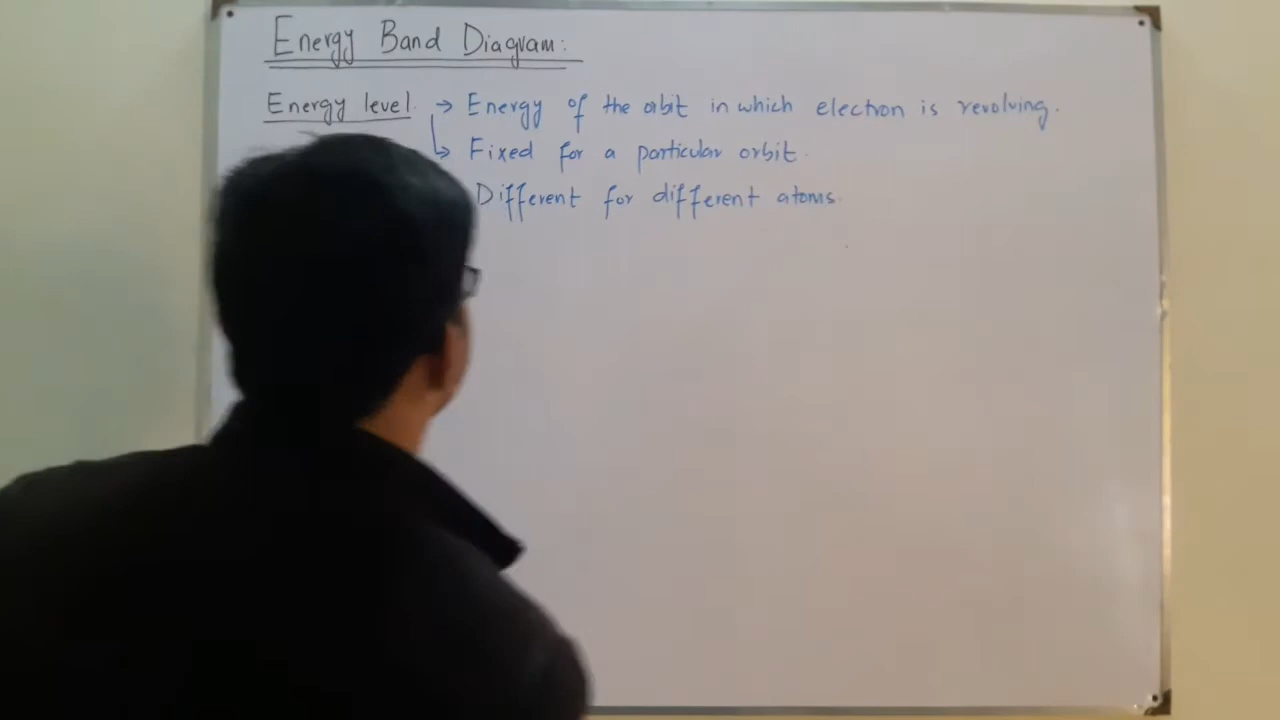 Energy Band Diagram:
Energy level. → Energy of the orbit in which electron is revolving.
↳ Fixed for a particular orbit.
Different for different atoms.